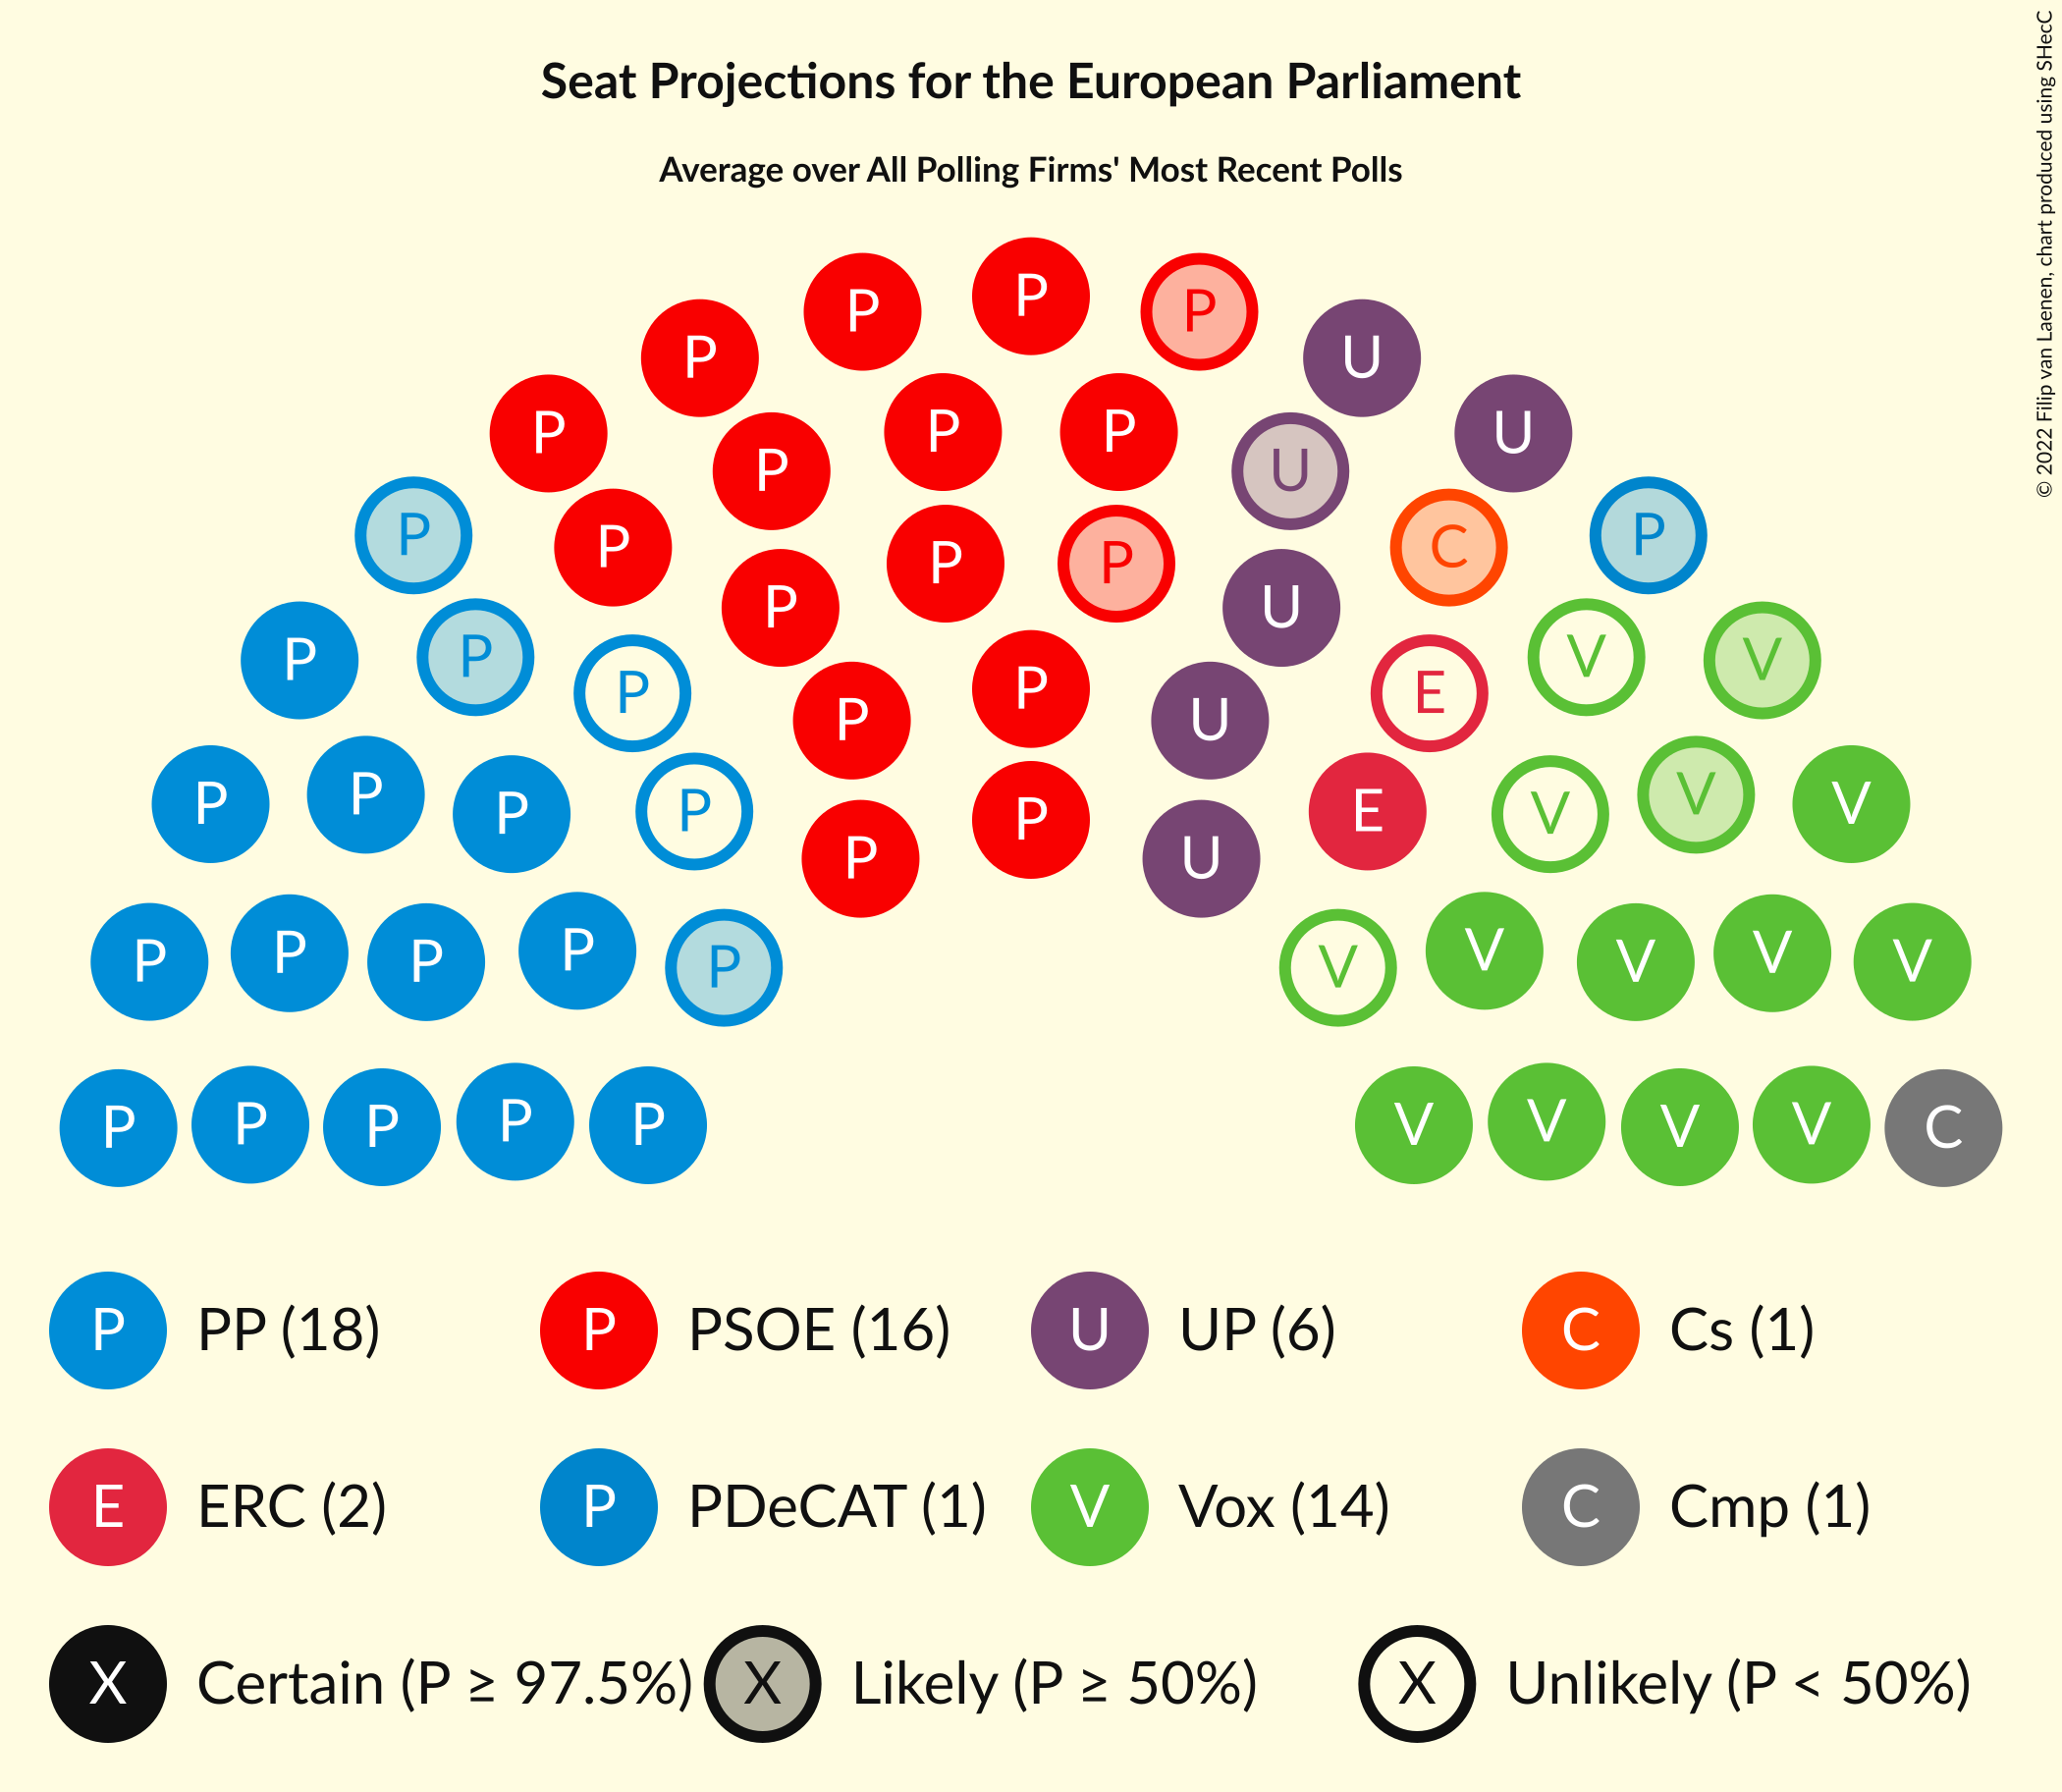 Seat Projections for the European Parliament
Average over All Polling Firms' Most Recent Polls
© 2022 Filip van Laenen, chart produced using SHecC
P P P
P P U
P P P U
P U
P P C P
P P U
P V V
P E
P P U
P P V
P P V V
P P E V
P U
P P P P V V V V
P V
P P P P P V V V V C
P PP (18) P PSOE (16) U UP (6) C Cs (1)
E ERC (2) P PDeCAT (1) V Vox (14) C Cmp (1)
X Certain (P ≥ 97.5%) X Likely (P ≥ 50%) X Unlikely (P < 50%)